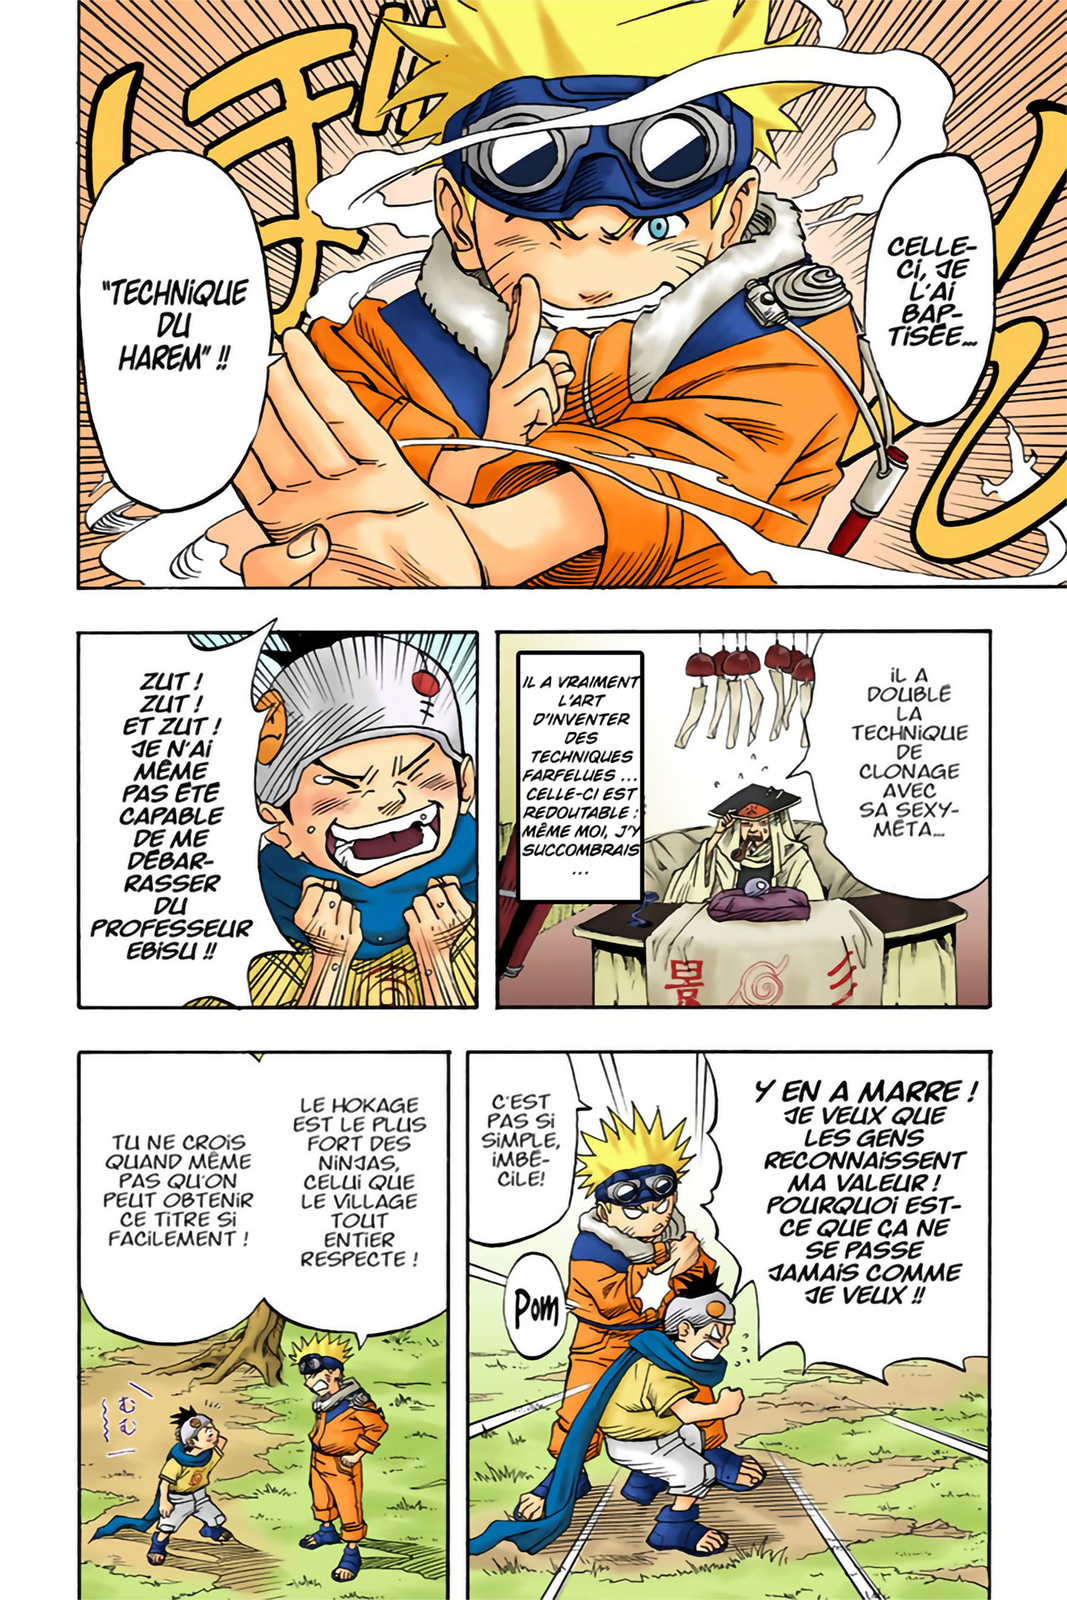 CELLE-
CI, JE
L'AI
BAP-
TISÉE...
"TECHNIQUE
DU
HAREM" !!
IL A
DOUBLÉ
LA
TECHNIQUE
DE
CLONAGE
AVEC
SA SEXY-
MÉTA...
IL A VRAIMENT
L'ART
D'INVENTER
DES
TECHNIQUES
FARFELUES ...
CELLE-CI EST
REDOUTABLE :
MÊME MOI, J'Y
SUCCOMBRAIS
...
景
ZUT !
ZUT !
ET ZUT !
JE N'AI
MÊME
PAS ÉTÉ
CAPABLE
DE ME
DÉBAR-
RASSER
DU
PROFESSEUR
EBISU !!
Y EN A MARRE !
JE VEUX QUE
LES GENS
RECONNAISSENT
MA VALEUR !
POURQUOI EST-
CE QUE ÇA NE
SE PASSE
JAMAIS COMME
JE VEUX !!
C'EST
PAS SI
SIMPLE,
IMBÉ-
CILE!
POM
LE HOKAGE
EST LE PLUS
FORT DES
NINJAS,
CELUI QUE
LE VILLAGE
TOUT
ENTIER
RESPECTE !
TU NE CROIS
QUAND MÊME
PAS QU'ON
PEUT OBTENIR
CE TITRE SI
FACILEMENT !